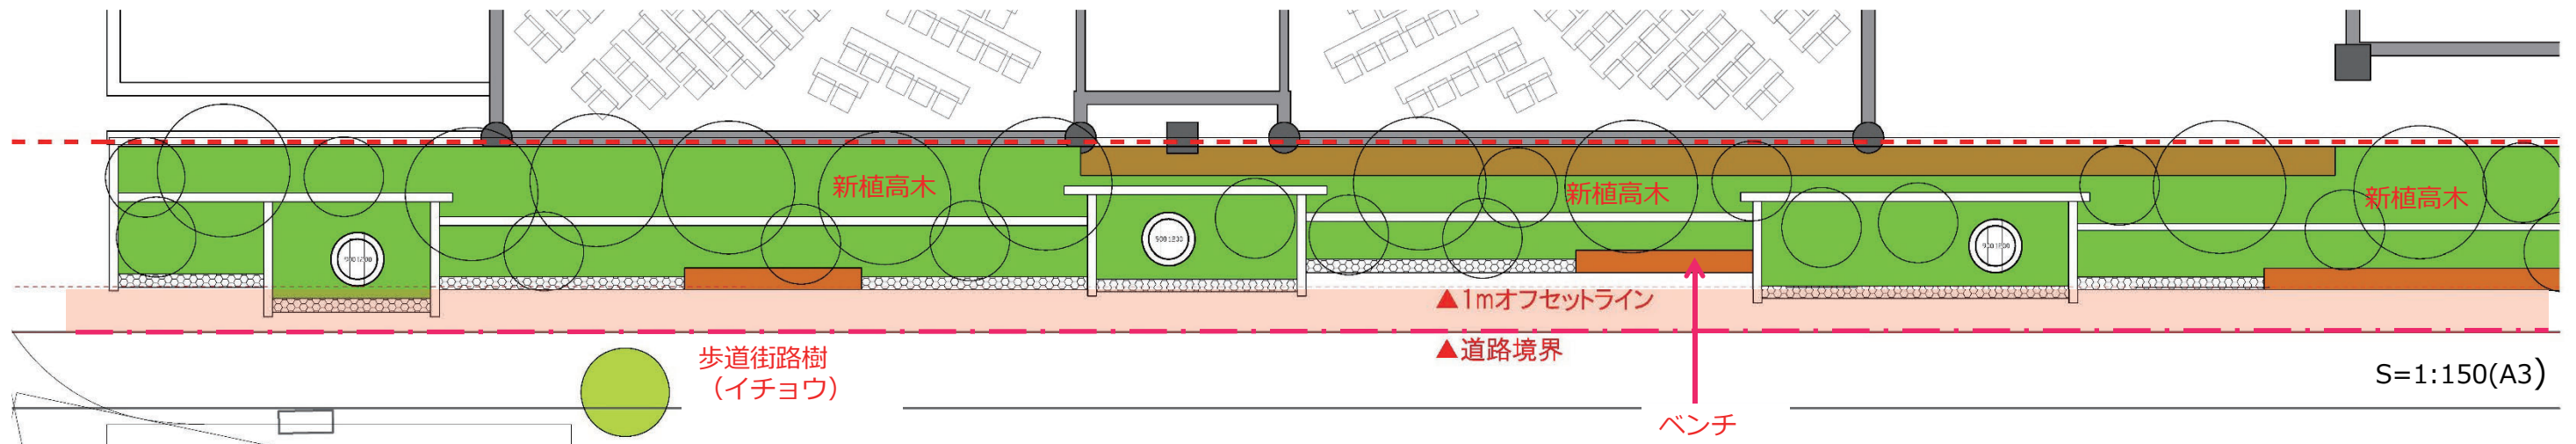 新植高木
新植高木
新植高木
▲1mオフセットライン
▲道路境界
歩道街路樹
（イチョウ）
S=1:150(A3)
ベンチ